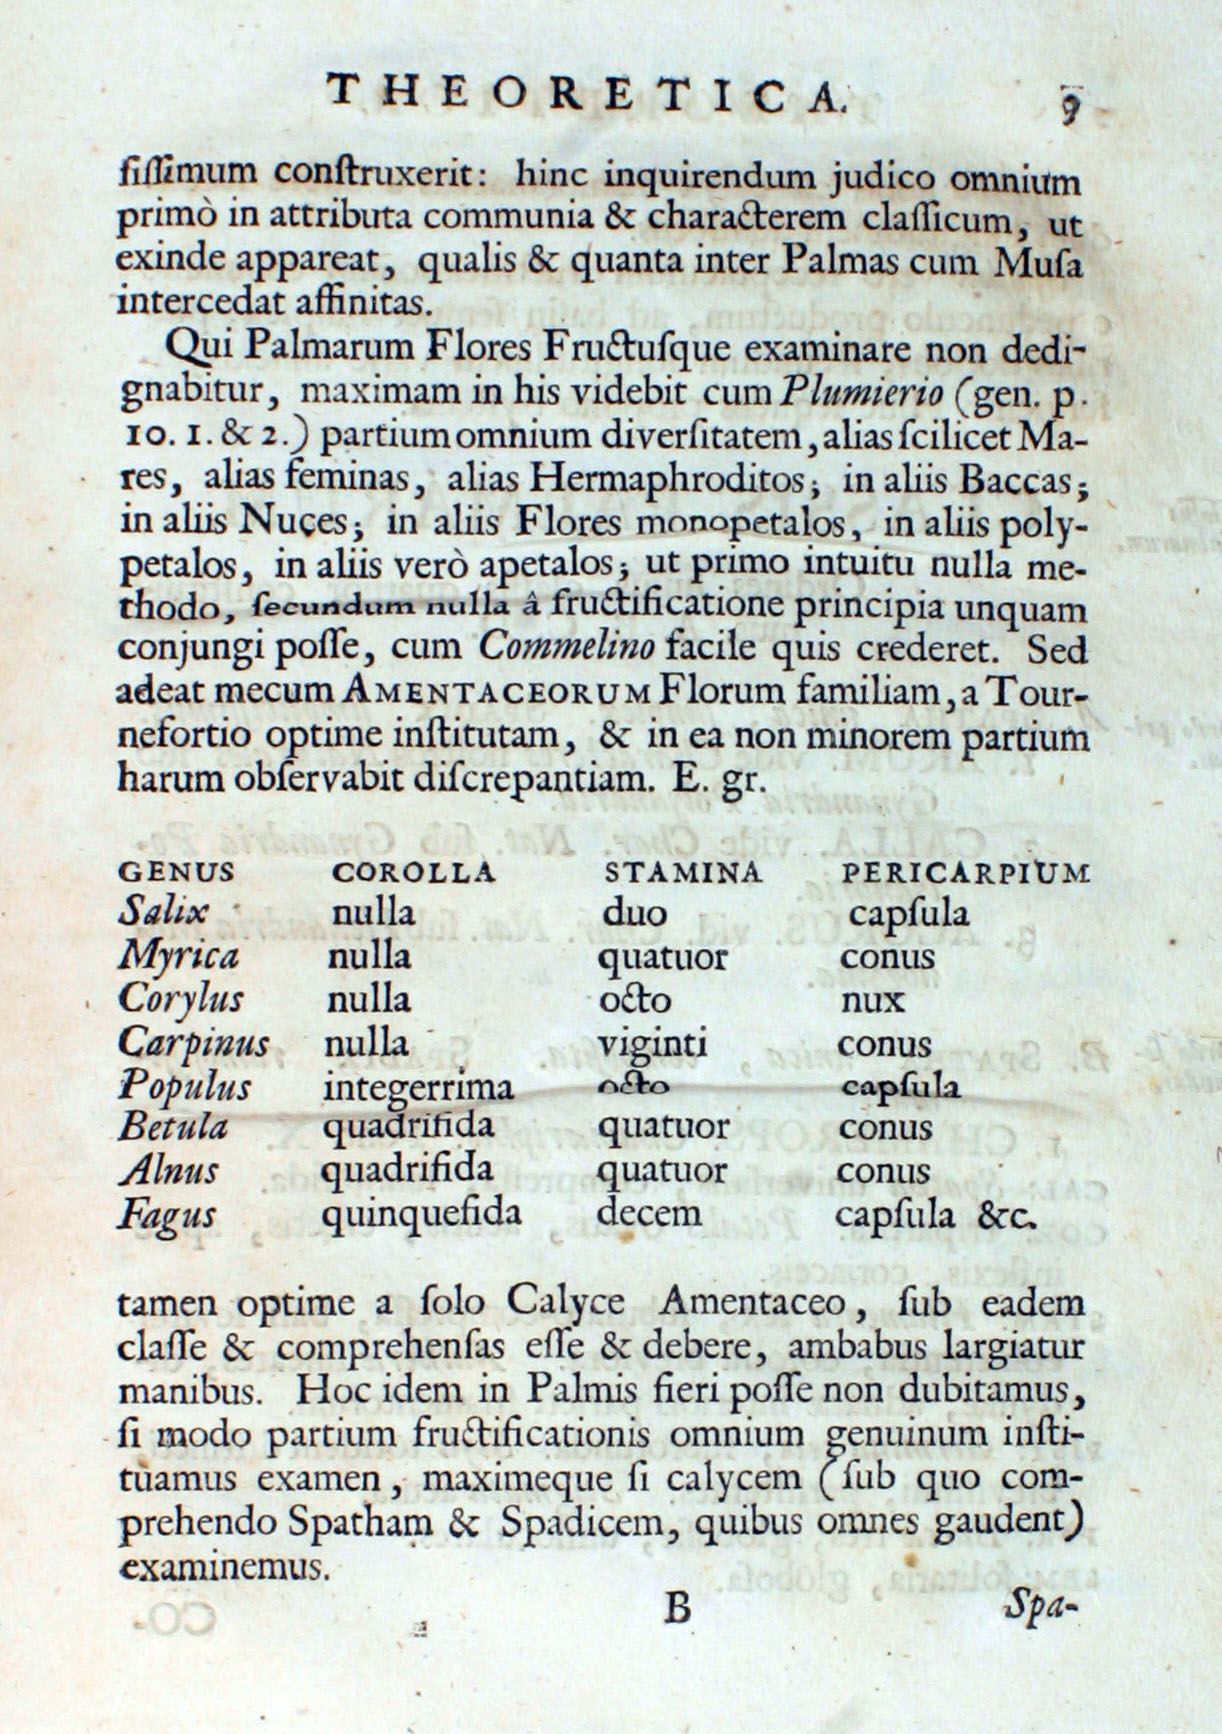 THEORETICA. 9
ſiſſimum conſtruxerit: hinc inquirendum judico omnium
primò in attributa communia & characterem claſſicum, ut
exinde appareat, qualis & quanta inter Palmas cum Muſa
intercedat affinitas.
Qui Palmarum Flores Fructuſque examinare non dedi-
gnabitur, maximam in his videbit cum Plumierio (gen. p.
10. 1. & 2.) partium omnium diverſitatem, alias ſcilicet Ma-
res, alias feminas, alias Hermaphroditos; in aliis Baccas;
in aliis Nuces; in aliis Flores monopetalos, in aliis poly-
petalos, in aliis verò apetalos; ut primo intuitu nulla me-
thodo, ſecundum nulla â fructificatione principia unquam
conjungi poſſe, cum Commelino facile quis crederet. Sed
adeat mecum AMENTACEORUM Florum familiam, a Tour-
nefortio optime inſtitutam, & in ea non minorem partium
harum obſervabit diſcrepantiam. E. gr.
GENUS COROLLA STAMINA PERICARPIUM
Salix nulla duo capſula
Myrica nulla quatuor conus
Corylus nulla octo nux
Carpinus nulla viginti conus
Populus integerrima octo capſula
Betula quadrifida quatuor conus
Alnus quadrifida quatuor conus
Fagus quinquefida decem capſula &c.
tamen optime a ſolo Calyce Amentaceo, ſub eadem
claſſe & comprehenſas eſſe & debere, ambabus largiatur
manibus. Hoc idem in Palmis fieri poſſe non dubitamus,
ſi modo partium fructificationis omnium genuinum inſti-
tuamus examen, maximeque ſi calycem (ſub quo com-
prehendo Spatham & Spadicem, quibus omnes gaudent)
examinemus.
B Spa-